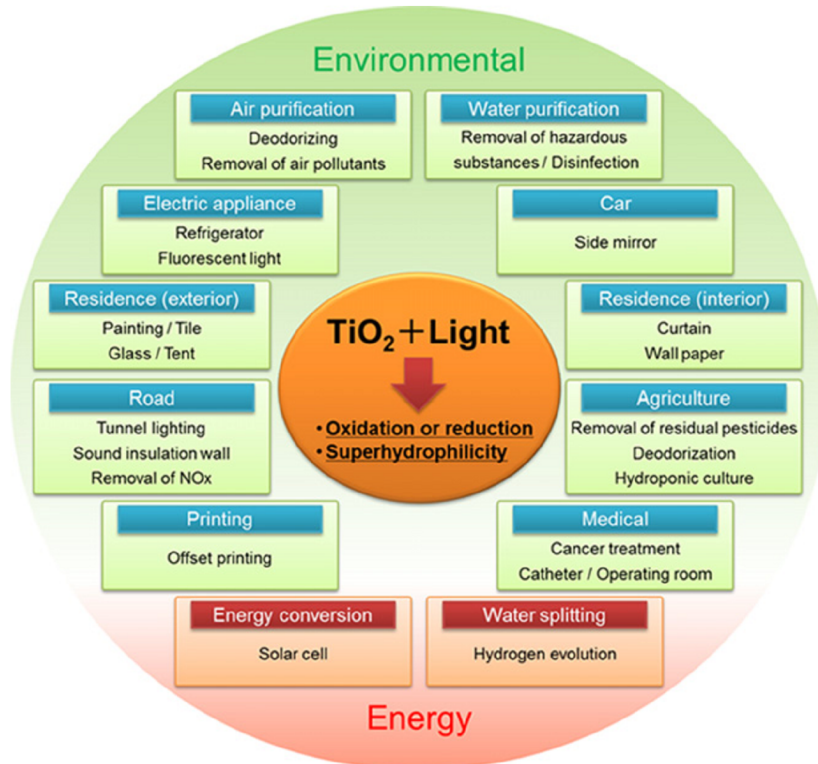 Environmental
Air purification
Deodorizing
Removal of air pollutants
Water purification
Removal of hazardous
substances / Disinfection
Electric appliance
Refrigerator
Fluorescent light
Car
Side mirror
Residence (exterior)
Painting / Tile
Glass / Tent
TiO₂＋Light
• Oxidation or reduction
• Superhydrophilicity
Residence (interior)
Curtain
Wall paper
Road
Tunnel lighting
Sound insulation wall
Removal of NOx
Agriculture
Removal of residual pesticides
Deodorization
Hydroponic culture
Printing
Offset printing
Medical
Cancer treatment
Catheter / Operating room
Energy conversion
Solar cell
Water splitting
Hydrogen evolution
Energy